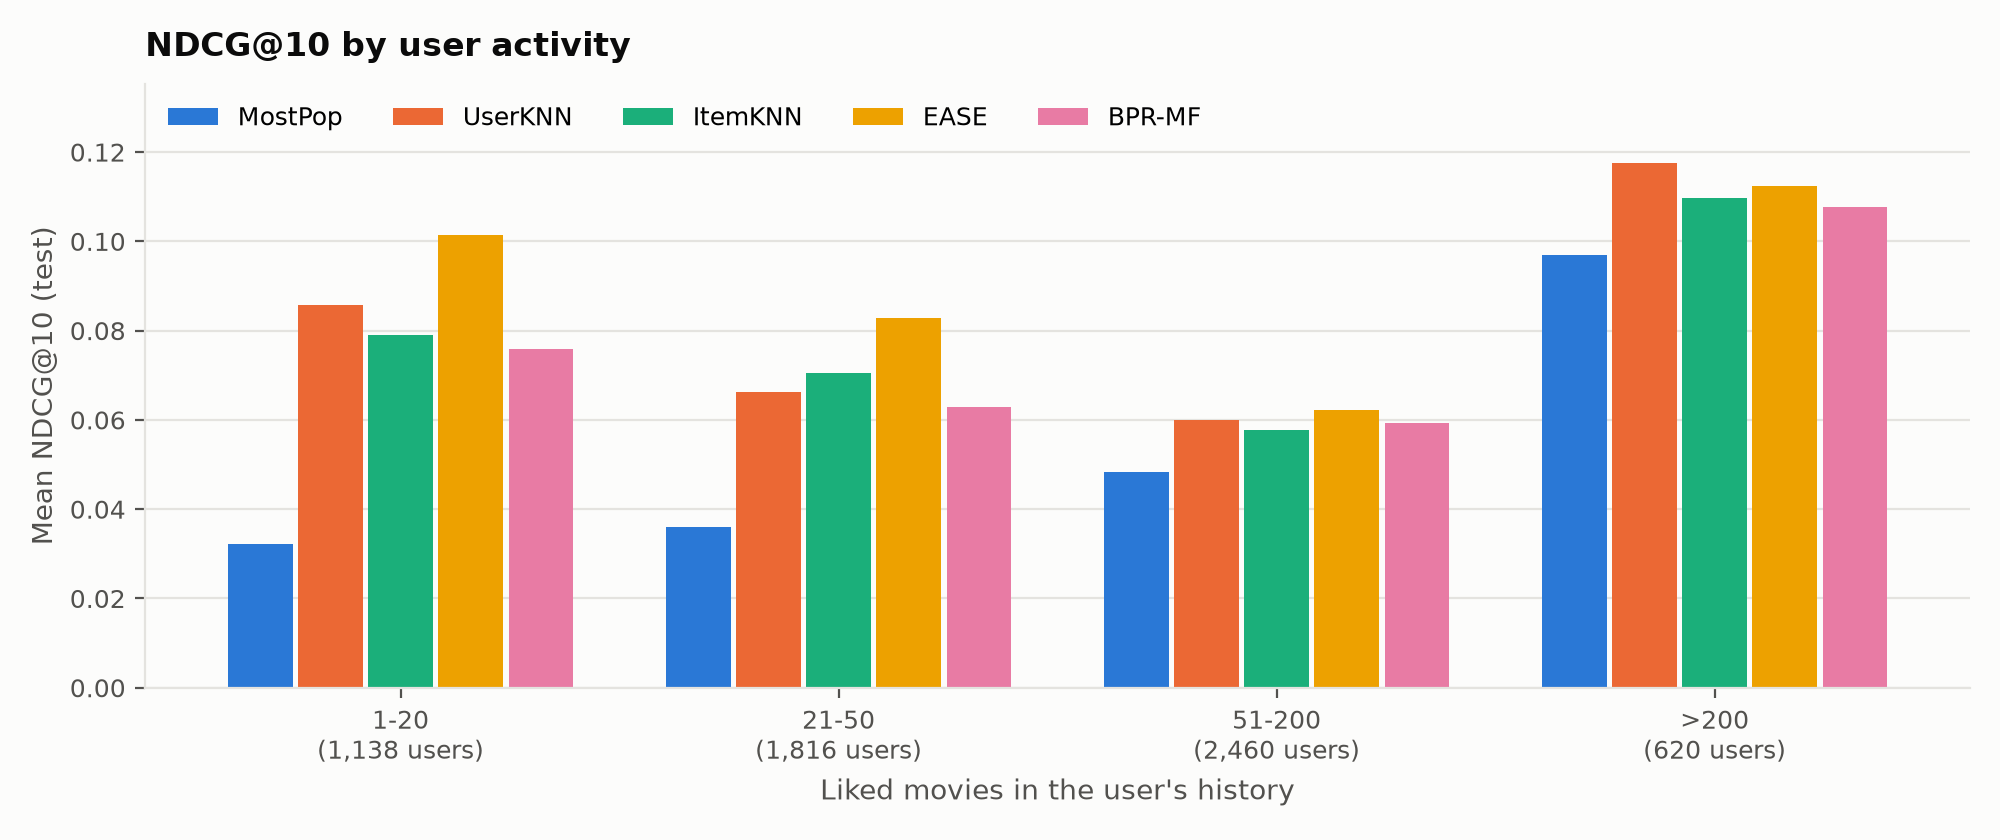 NDCG@10 by user activity
MostPop UserKNN ItemKNN EASE BPR-MF
Mean NDCG@10 (test)
0.12
0.10
0.08
0.06
0.04
0.02
0.00
1-20 21-50 51-200 >200
(1,138 users) (1,816 users) (2,460 users) (620 users)
Liked movies in the user's history